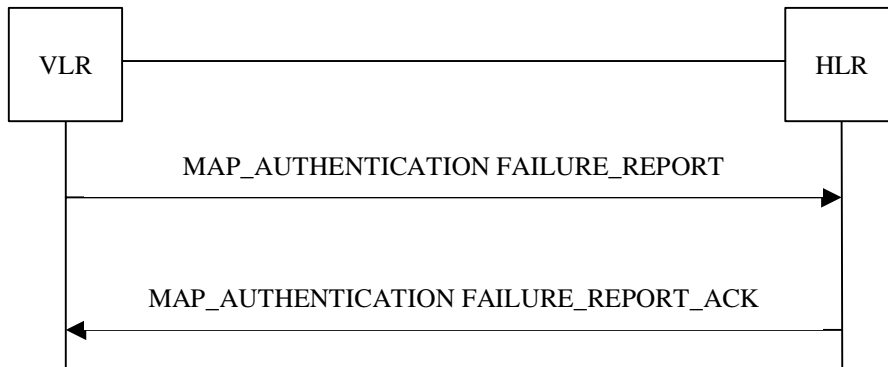 VLR
HLR
MAP_AUTHENTICATION FAILURE_REPORT
MAP_AUTHENTICATION FAILURE_REPORT_ACK